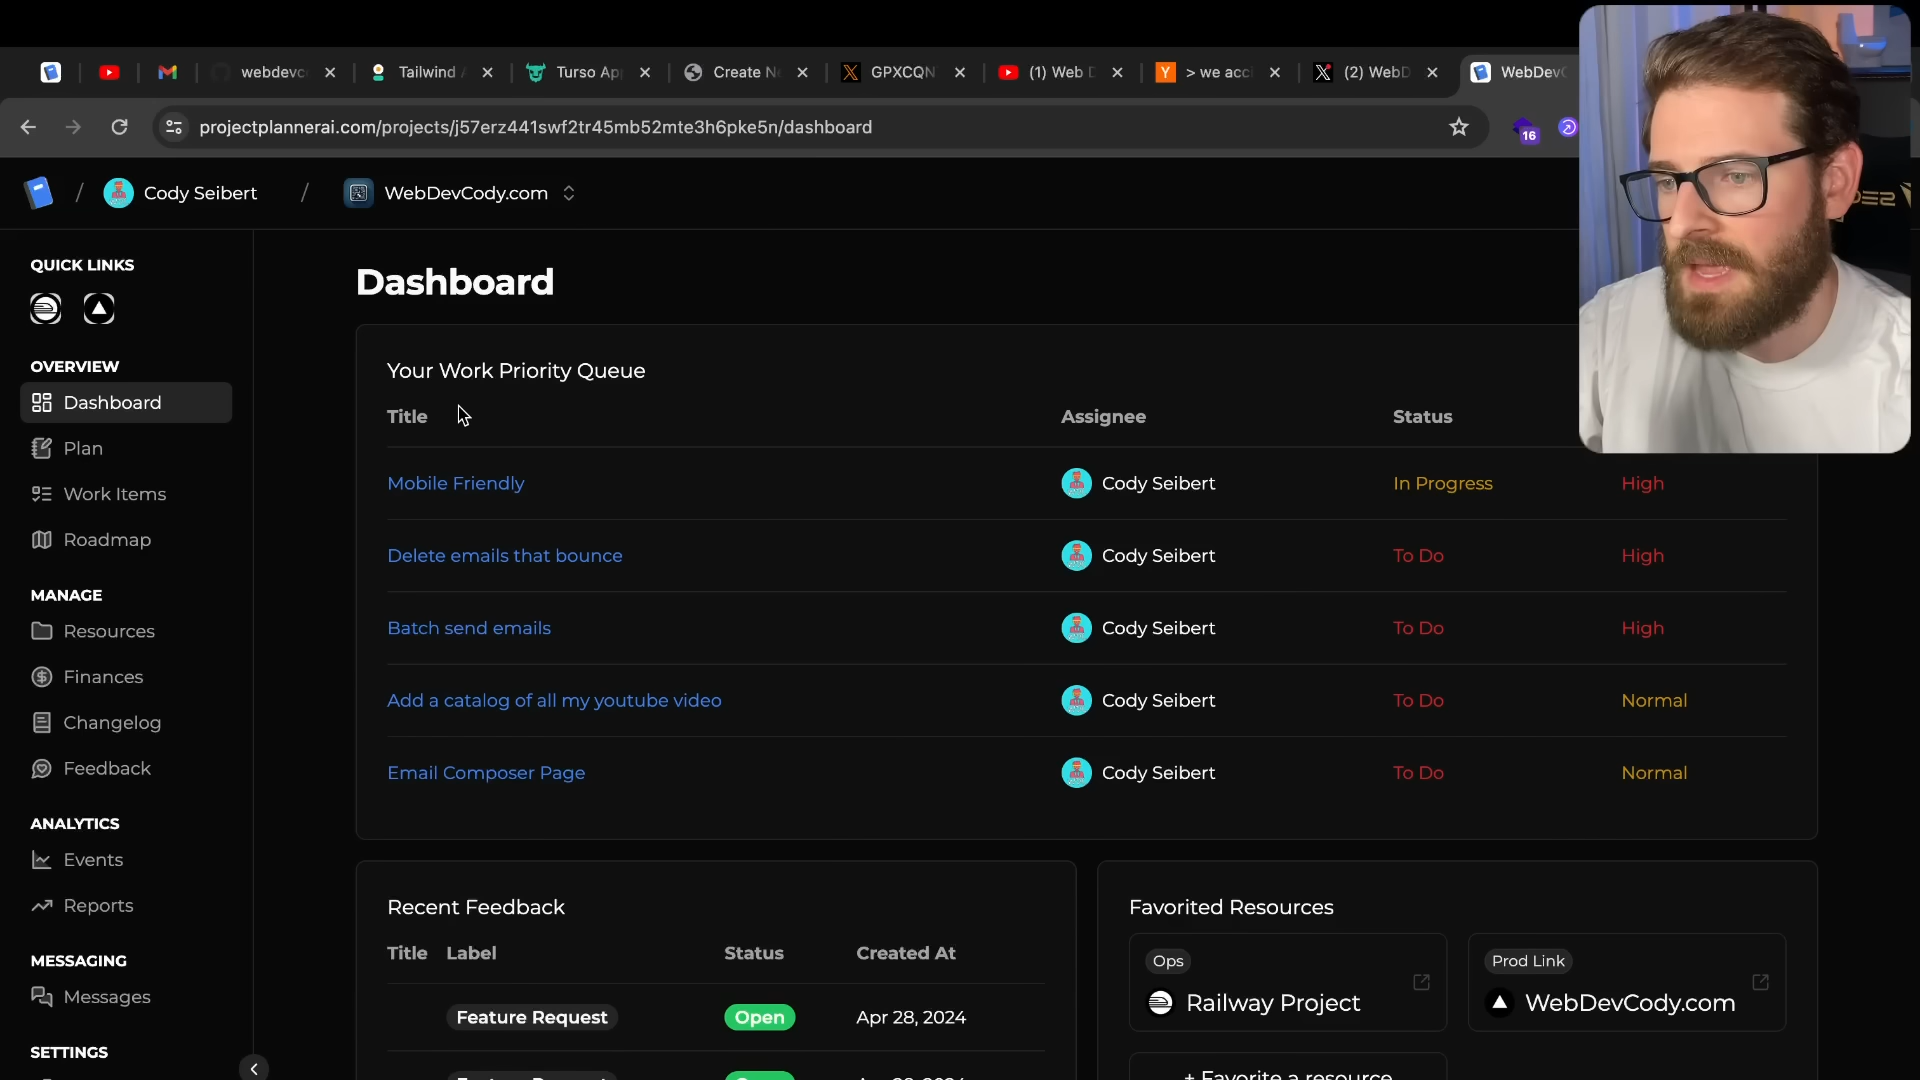 webdevc
Tailwind
Turso Ap
Create N
GPXCQN
(1) Web
> we acci
(2) WebD
WebDev
projectplannerai.com/projects/j57erz441swf2tr45mb52mte3h6pke5n/dashboard
16
/ Cody Seibert / WebDevCody.com
QUICK LINKS
OVERVIEW
Dashboard
Plan
Work Items
Roadmap
MANAGE
Resources
Finances
Changelog
Feedback
ANALYTICS
Events
Reports
MESSAGING
Messages
SETTINGS
Dashboard
Your Work Priority Queue
Title Assignee Status
Mobile Friendly Cody Seibert In Progress High
Delete emails that bounce Cody Seibert To Do High
Batch send emails Cody Seibert To Do High
Add a catalog of all my youtube video Cody Seibert To Do Normal
Email Composer Page Cody Seibert To Do Normal
Recent Feedback
Title Label Status Created At
Feature Request Open Apr 28, 2024
Favorited Resources
Ops
Railway Project
Prod Link
WebDevCody.com
+ Favorite a resource